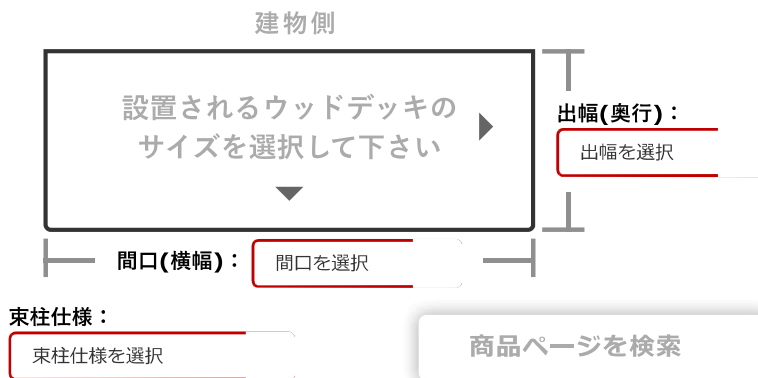 建物側
設置されるウッドデッキの
サイズを選択して下さい
出幅(奥行)：
出幅を選択
間口(横幅)：
間口を選択
束柱仕様：
束柱仕様を選択
商品ページを検索